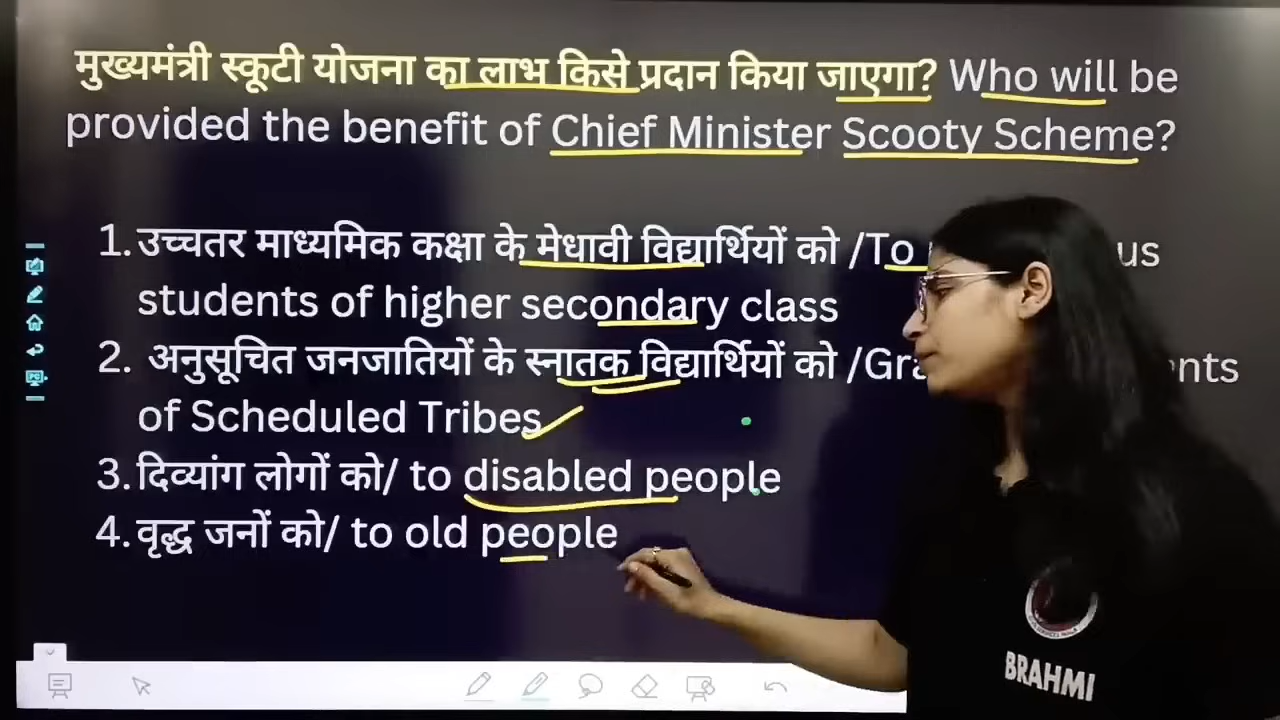 मुख्यमंत्री स्कूटी योजना का लाभ किसे प्रदान किया जाएगा? Who will be
provided the benefit of Chief Minister Scooty Scheme?
1. उच्चतर माध्यमिक कक्षा के मेधावी विद्यार्थियों को /To
students of higher secondary class
2. अनुसूचित जनजातियों के स्नातक विद्यार्थियों को /
of Scheduled Tribes
3. दिव्यांग लोगों को/ to disabled people
4. वृद्ध जनों को/ to old people
BRAHMI